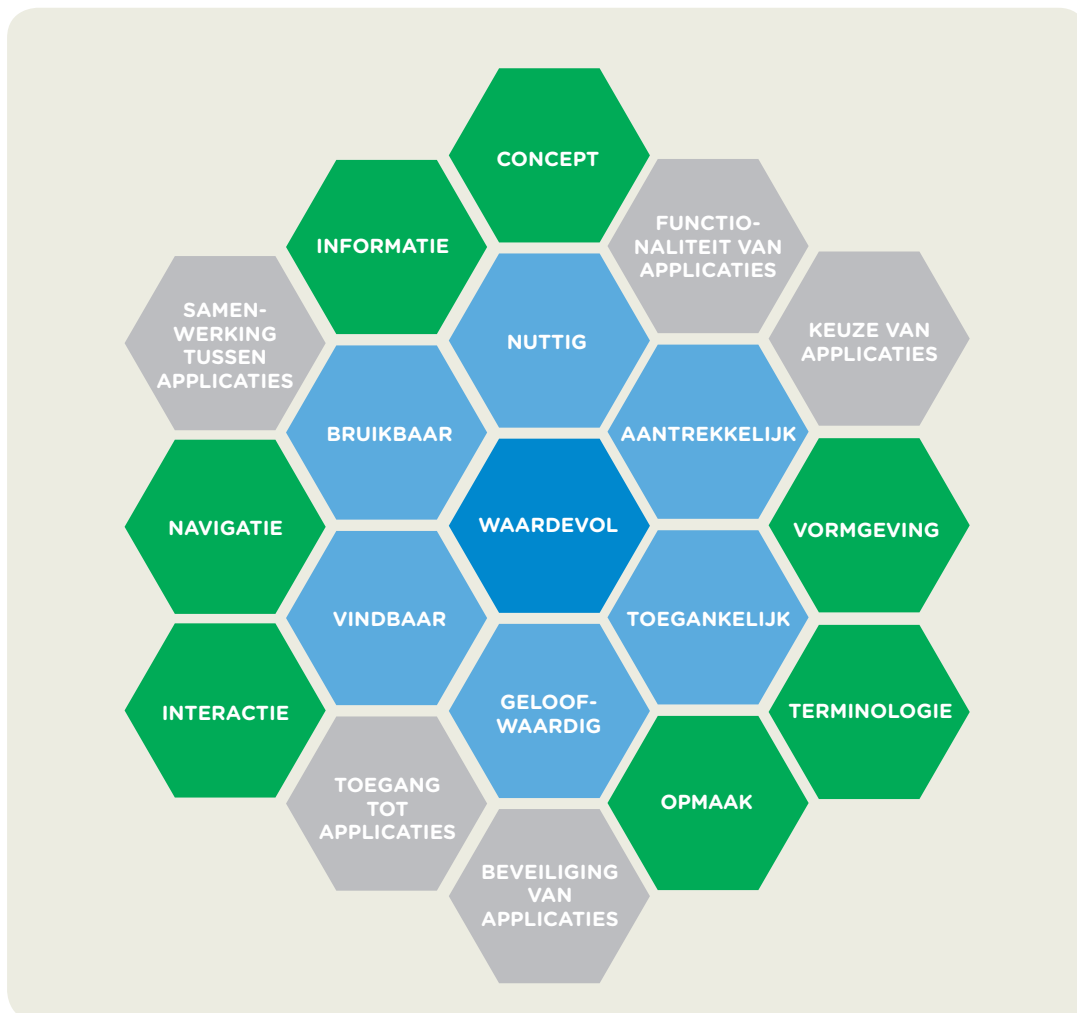 CONCEPT
INFORMATIE
FUNCTIO-
NALITEIT VAN
APPLICATIES
SAMEN-
WERKING
TUSSEN
APPLICATIES
NUTTIG
KEUZE VAN
APPLICATIES
BRUIKBAAR
AANTREKKELIJK
NAVIGATIE
WAARDEVOL
VORMGEVING
VINDBAAR
TOEGANKELIJK
INTERACTIE
GELOOF-
WAARDIG
TERMINOLOGIE
TOEGANG
TOT
APPLICATIES
OPMAAK
BEVEILIGING
VAN
APPLICATIES